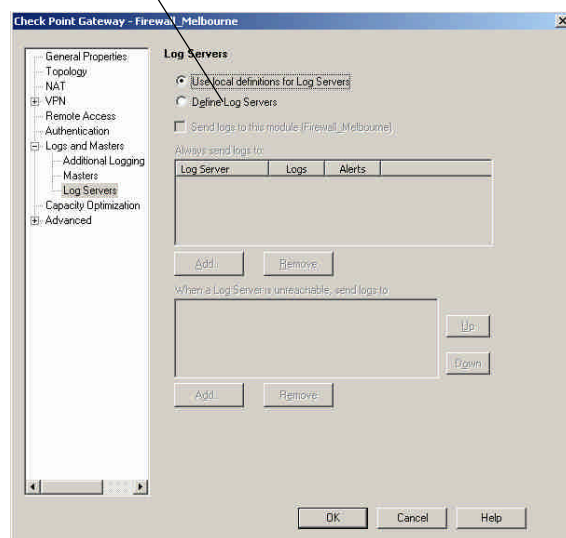 Check Point Gateway - Firewall_Melbourne
General Properties
Topology
NAT
VPN
Remote Access
Authentication
Logs and Masters
Additional Logging
Masters
Log Servers
Capacity Optimization
Advanced
Log Servers
Use local definitions for Log Servers
Define Log Servers
Send logs to this module (Firewall_Melbourne)
Always send logs to:
Log Server Logs Alerts
Add... Remove
When a Log Server is unreachable, send logs to
Up
Down
Add... Remove
OK Cancel Help